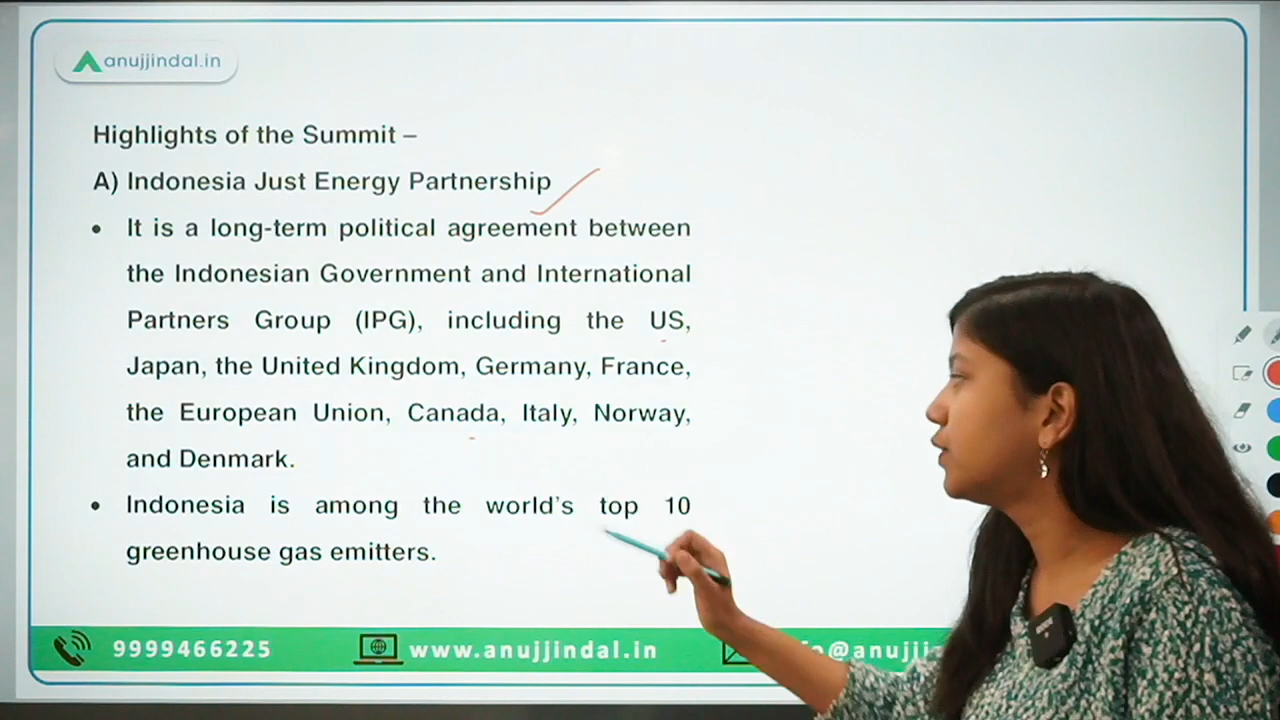 anujjindal.in
Highlights of the Summit –
A) Indonesia Just Energy Partnership
• It is a long-term political agreement between
the Indonesian Government and International
Partners Group (IPG), including the US,
Japan, the United Kingdom, Germany, France,
the European Union, Canada, Italy, Norway,
and Denmark.
• Indonesia is among the world's top 10
greenhouse gas emitters.
9999466225 www.anujjindal.in